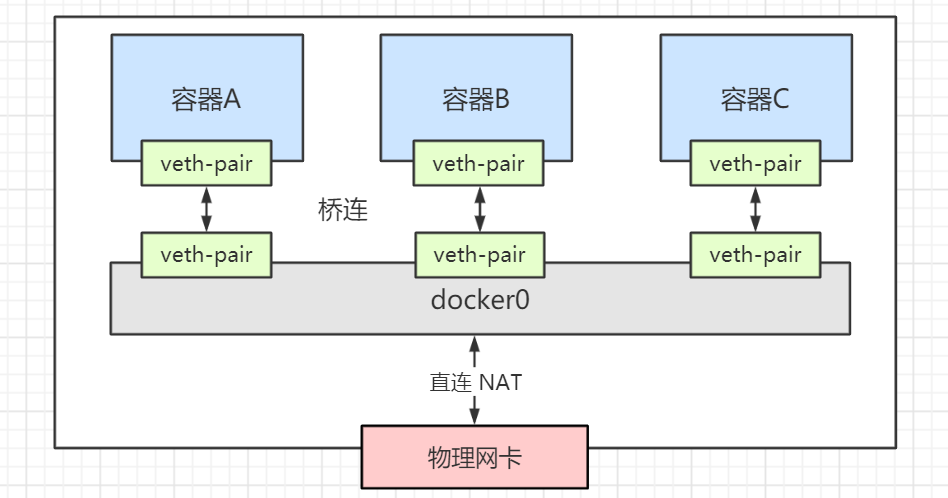 容器A
容器B
容器C
veth-pair
veth-pair
veth-pair
桥连
veth-pair
veth-pair
veth-pair
docker0
直连 NAT
物理网卡